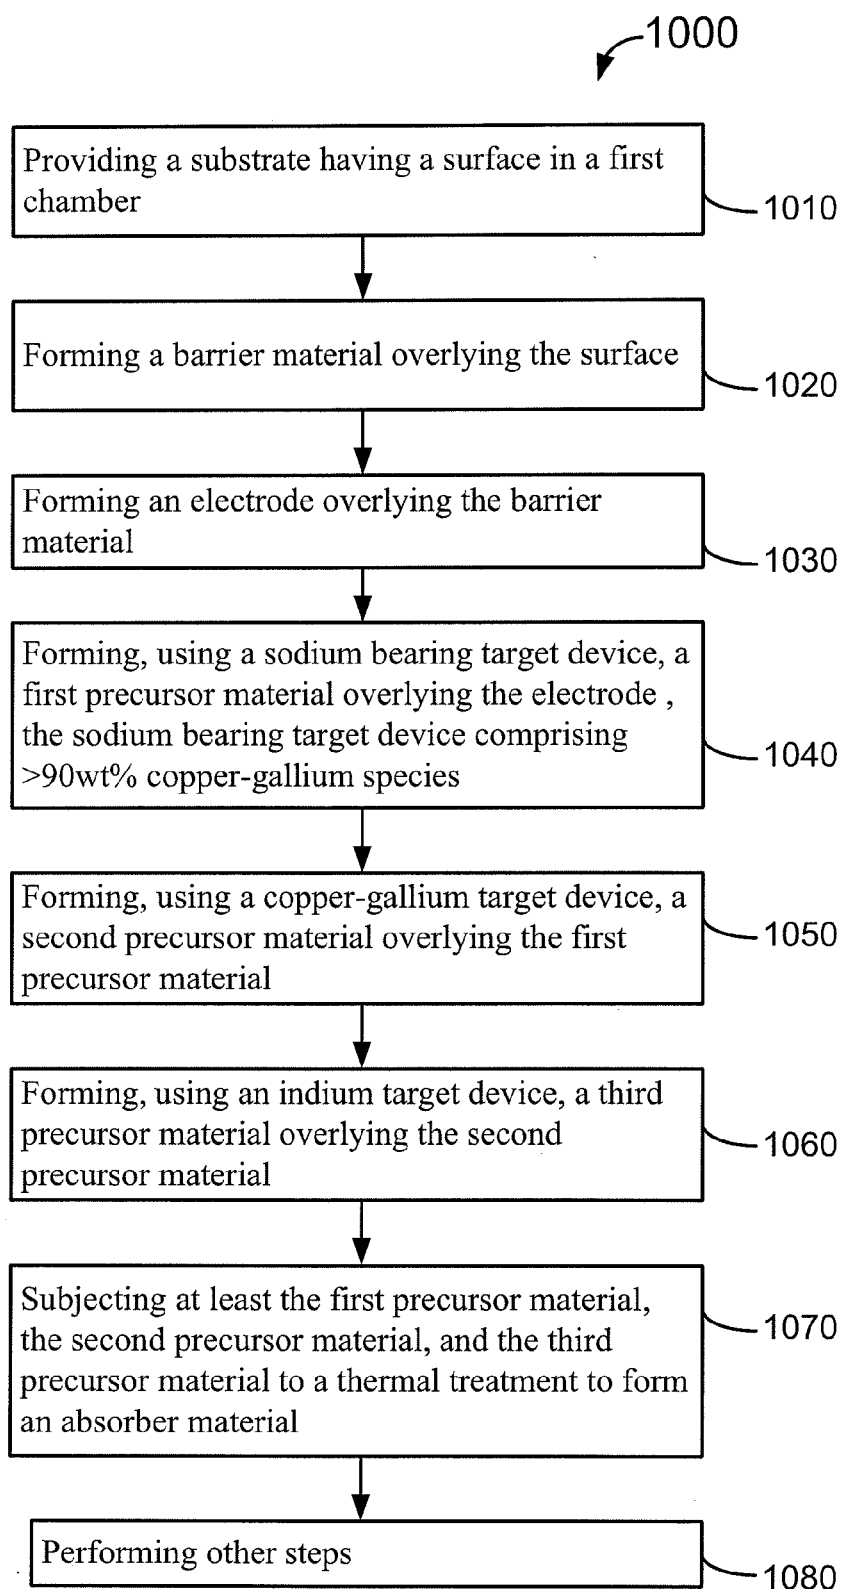 1000
Providing a substrate having a surface in a first
chamber
1010
Forming a barrier material overlying the surface
1020
Forming an electrode overlying the barrier
material
1030
Forming, using a sodium bearing target device, a
first precursor material overlying the electrode ,
the sodium bearing target device comprising
>90wt% copper-gallium species
1040
Forming, using a copper-gallium target device, a
second precursor material overlying the first
precursor material
1050
Forming, using an indium target device, a third
precursor material overlying the second
precursor material
1060
Subjecting at least the first precursor material,
the second precursor material, and the third
precursor material to a thermal treatment to form
an absorber material
1070
Performing other steps
1080